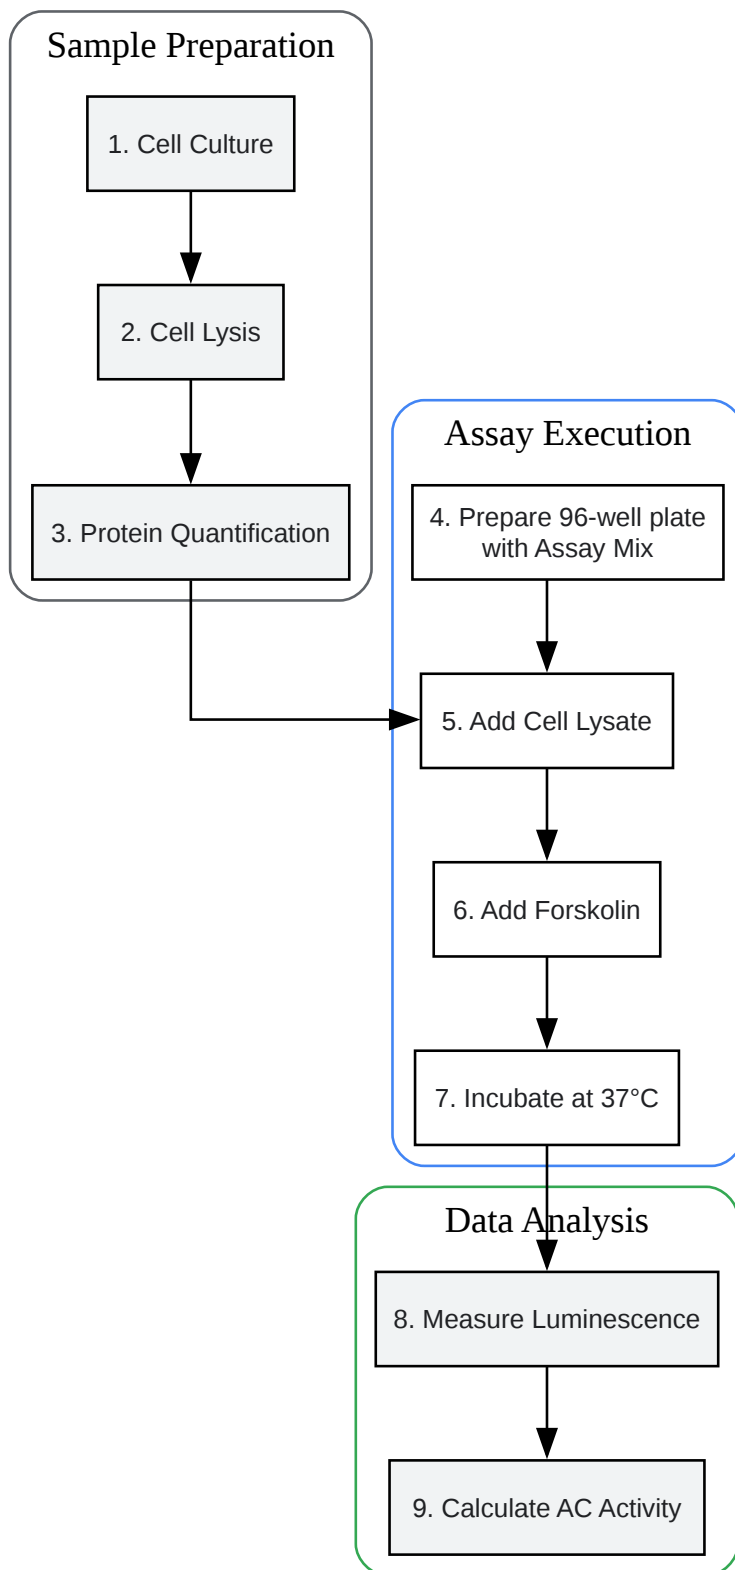 Sample Preparation
1. Cell Culture
2. Cell Lysis
3. Protein Quantification
Assay Execution
4. Prepare 96-well plate
with Assay Mix
5. Add Cell Lysate
6. Add Forskolin
7. Incubate at 37°C
Data Analysis
8. Measure Luminescence
9. Calculate AC Activity